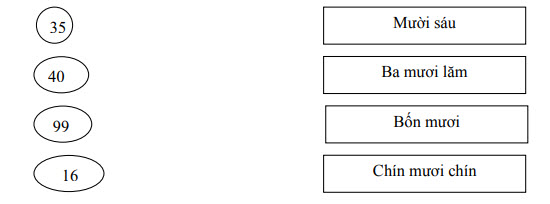 35 Mười sáu
40 Ba mươi lăm
99 Bốn mươi
16 Chín mươi chín